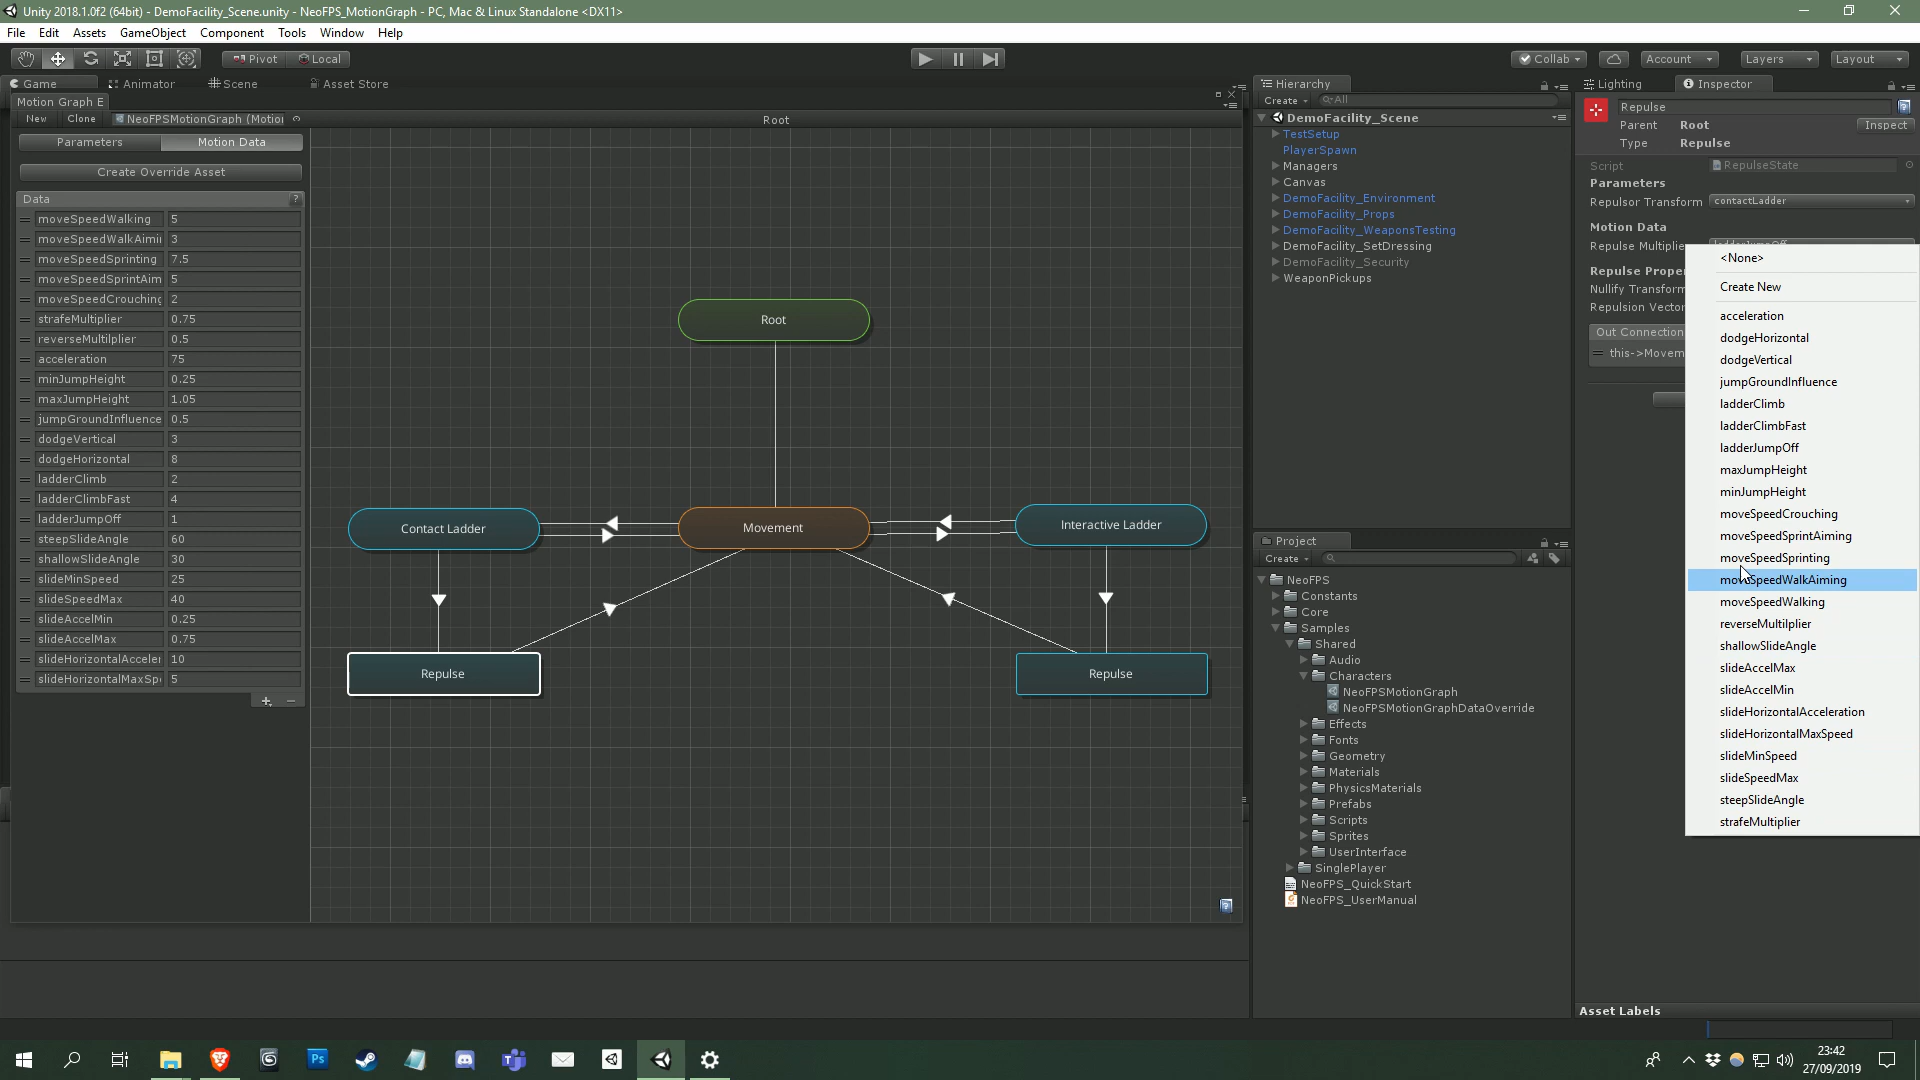 Unity 2018.1.0f2 (64bit) - DemoFacility_Scene.unity - NeoFPS_MotionGraph - PC, Mac & Linux Standalone <DX11>
File Edit Assets GameObject Component Tools Window Help
Pivot Local Collab Account Layers Layout
Game Animator Scene Asset Store
Motion Graph E
New Clone NeoFPSMotionGraph (Motion
Root
Parameters Motion Data
Create Override Asset
Data
moveSpeedWalking 5
moveSpeedWalkAimi 3
moveSpeedSprinting 7.5
moveSpeedSprintAim 5
moveSpeedCrouching 2
strafeMultiplier 0.75
reverseMultilplier 0.5
acceleration 75
minJumpHeight 0.25
maxJumpHeight 1.05
jumpGroundInfluence 0.5
dodgeVertical 3
dodgeHorizontal 8
ladderClimb 2
ladderClimbFast 4
ladderJumpOff 1
steepSlideAngle 60
shallowSlideAngle 30
slideMinSpeed 25
slideSpeedMax 40
slideAccelMin 0.25
slideAccelMax 0.75
slideHorizontalAcceler 10
slideHorizontalMaxSp 5
Root
Contact Ladder
Movement
Interactive Ladder
Repulse
Repulse
Hierarchy
Create All
DemoFacility_Scene
TestSetup
PlayerSpawn
Managers
Canvas
DemoFacility_Environment
DemoFacility_Props
DemoFacility_WeaponsTesting
DemoFacility_SetDressing
DemoFacility_Security
WeaponPickups
Project
Create
NeoFPS
Constants
Core
Samples
Shared
Audio
Characters
NeoFPSMotionGraph
NeoFPSMotionGraphDataOverride
Effects
Fonts
Geometry
Materials
PhysicsMaterials
Prefabs
Scripts
Sprites
UserInterface
SinglePlayer
NeoFPS_QuickStart
NeoFPS_UserManual
Lighting Inspector
Repulse
Parent Root Inspect
Type Repulse
Script RepulseState
Parameters
Repulsor Transform contactLadder
Motion Data
Repulse Multiplie
Repulse Prope
Nullify Transform
Repulsion Vector
Out Connection
this->Movem
<None>
Create New
acceleration
dodgeHorizontal
dodgeVertical
jumpGroundInfluence
ladderClimb
ladderClimbFast
ladderJumpOff
maxJumpHeight
minJumpHeight
moveSpeedCrouching
moveSpeedSprintAiming
moveSpeedSprinting
moveSpeedWalkAiming
moveSpeedWalking
reverseMultilplier
shallowSlideAngle
slideAccelMax
slideAccelMin
slideHorizontalAcceleration
slideHorizontalMaxSpeed
slideMinSpeed
slideSpeedMax
steepSlideAngle
strafeMultiplier
Asset Labels
Ps
23:42
27/09/2019